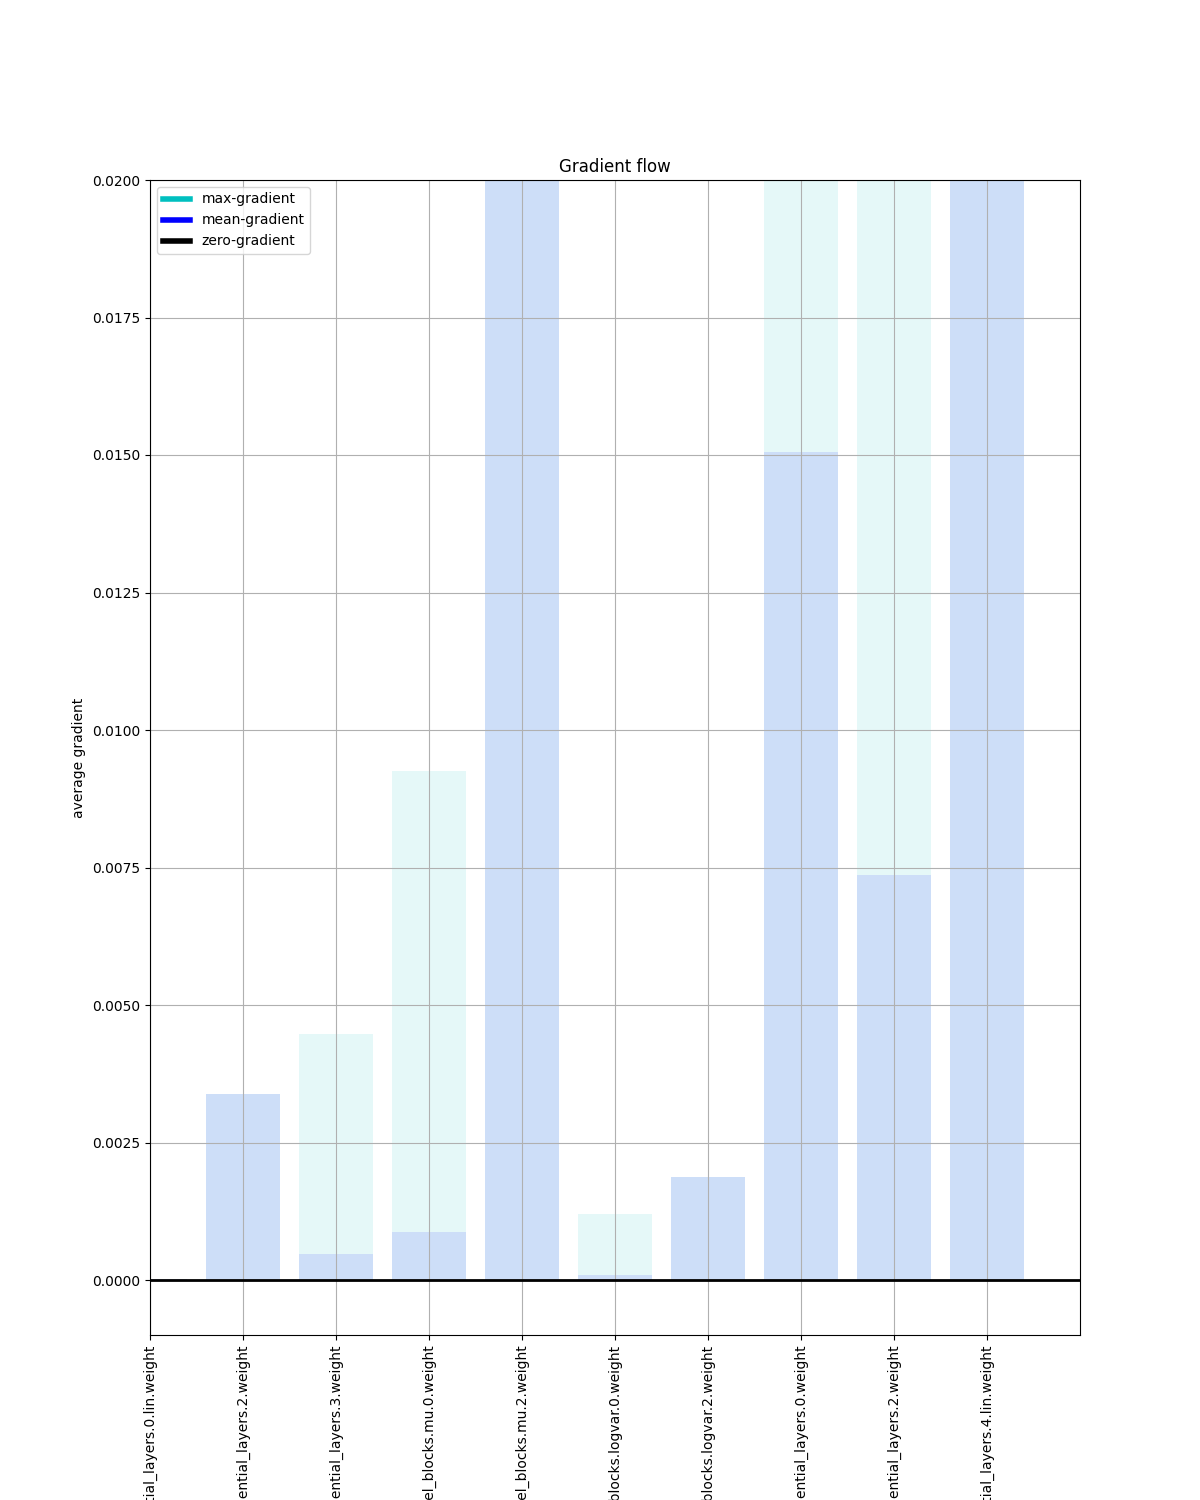 Gradient flow
max-gradient
mean-gradient
zero-gradient
0.0200
0.0175
0.0150
0.0125
0.0100
0.0075
0.0050
0.0025
0.0000
average gradient
tial_layers.0.lin.weight
ential_layers.2.weight
ential_layers.3.weight
el_blocks.mu.0.weight
el_blocks.mu.2.weight
blocks.logvar.0.weight
blocks.logvar.2.weight
ential_layers.0.weight
ential_layers.2.weight
tial_layers.4.lin.weight